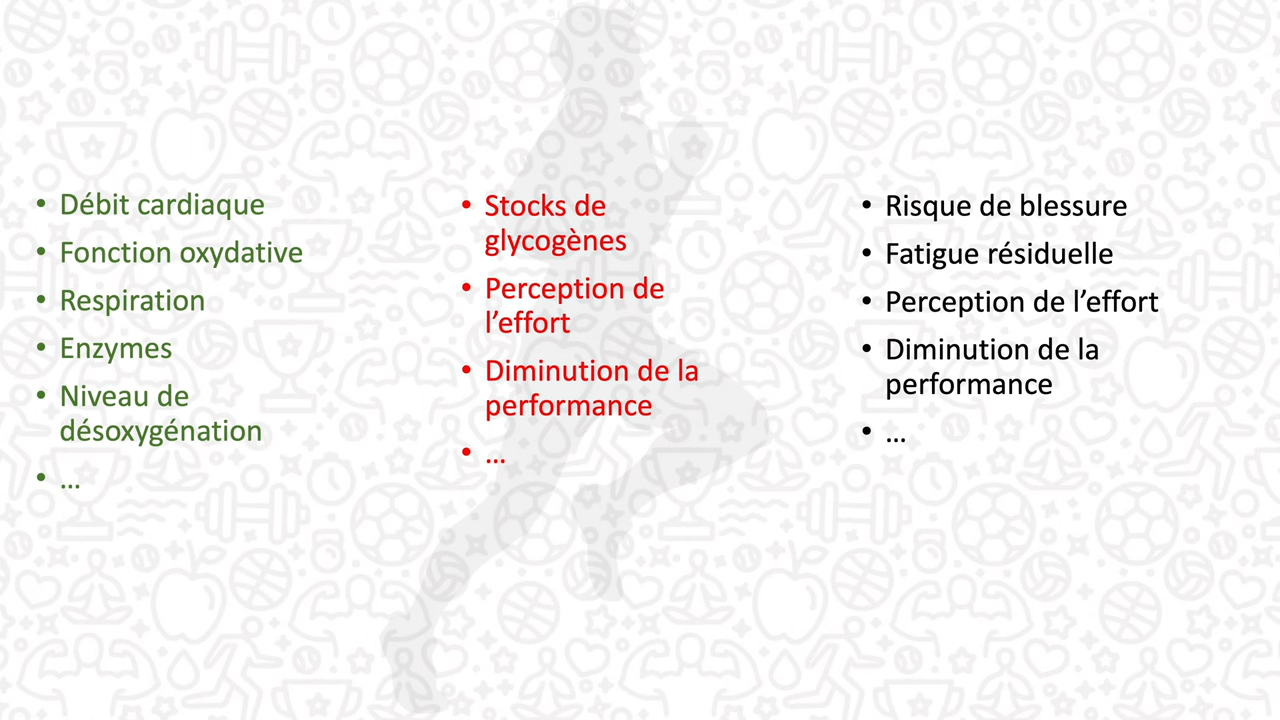 • Débit cardiaque
• Fonction oxydative
• Respiration
• Enzymes
• Niveau de
désoxygénation
• ...
• Stocks de
glycogènes
• Perception de
l’effort
• Diminution de la
performance
• ...
• Risque de blessure
• Fatigue résiduelle
• Perception de l’effort
• Diminution de la
performance
• ...